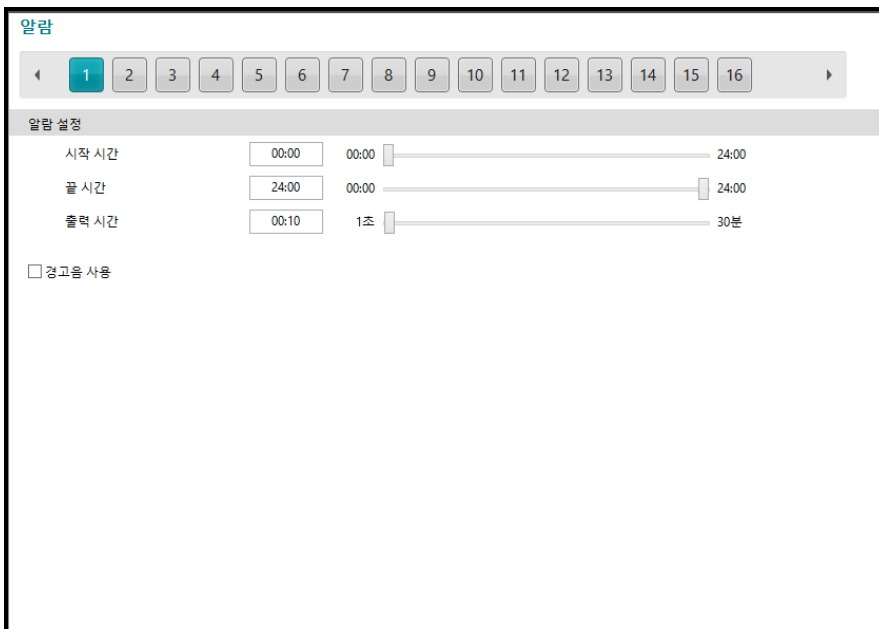 알람
1 2 3 4 5 6 7 8 9 10 11 12 13 14 15 16
알람 설정
시작 시간 00:00 00:00 24:00
끝 시간 24:00 00:00 24:00
출력 시간 00:10 1초 30분
경고음 사용